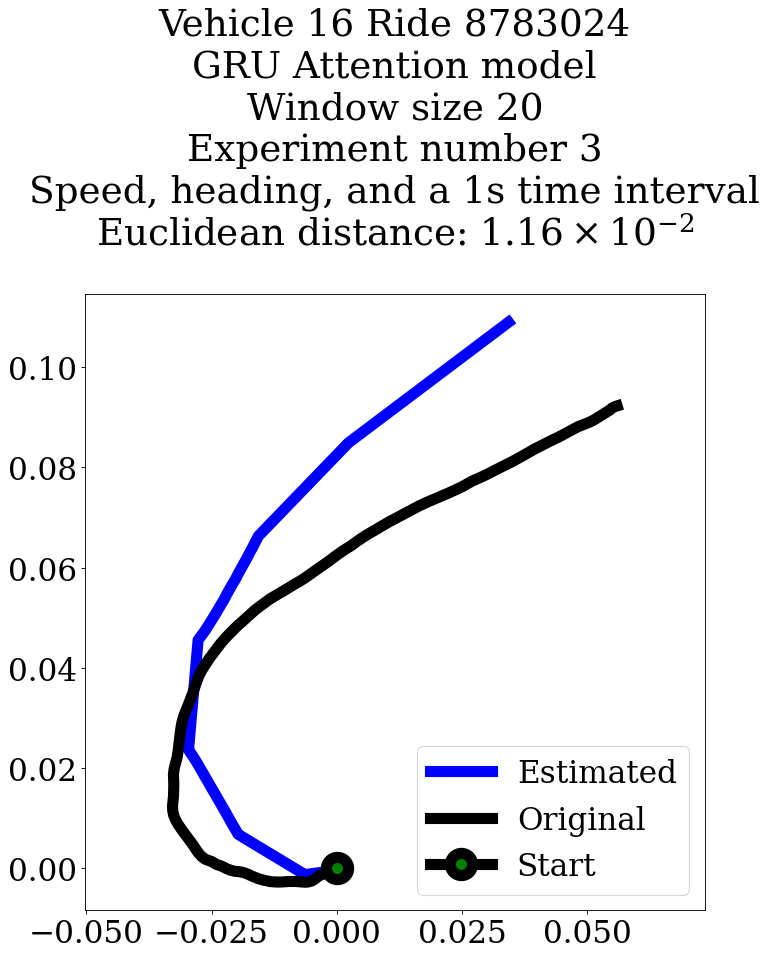 Vehicle 16 Ride 8783024
GRU Attention model
Window size 20
Experiment number 3
Speed, heading, and a 1s time interval
Euclidean distance: 1.16 × 10⁻²
0.10
0.08
0.06
0.04
0.02
0.00
Estimated
Original
Start
−0.050 −0.025 0.000 0.025 0.050